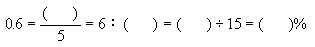 0.6 = (   )/5 = 6 : (   ) = (   ) ÷ 15 = (   )%